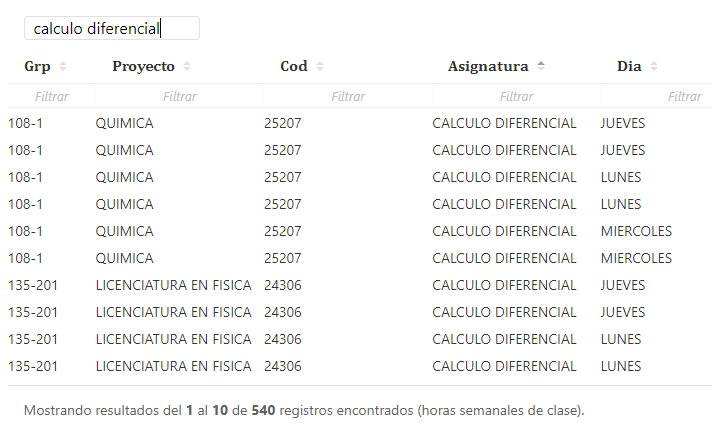 calculo diferencial
Grp Proyecto Cod Asignatura Dia
Filtrar Filtrar Filtrar Filtrar Filtrar
108-1 QUIMICA 25207 CALCULO DIFERENCIAL JUEVES
108-1 QUIMICA 25207 CALCULO DIFERENCIAL JUEVES
108-1 QUIMICA 25207 CALCULO DIFERENCIAL LUNES
108-1 QUIMICA 25207 CALCULO DIFERENCIAL LUNES
108-1 QUIMICA 25207 CALCULO DIFERENCIAL MIERCOLES
108-1 QUIMICA 25207 CALCULO DIFERENCIAL MIERCOLES
135-201 LICENCIATURA EN FISICA 24306 CALCULO DIFERENCIAL JUEVES
135-201 LICENCIATURA EN FISICA 24306 CALCULO DIFERENCIAL JUEVES
135-201 LICENCIATURA EN FISICA 24306 CALCULO DIFERENCIAL LUNES
135-201 LICENCIATURA EN FISICA 24306 CALCULO DIFERENCIAL LUNES
Mostrando resultados del 1 al 10 de 540 registros encontrados (horas semanales de clase).